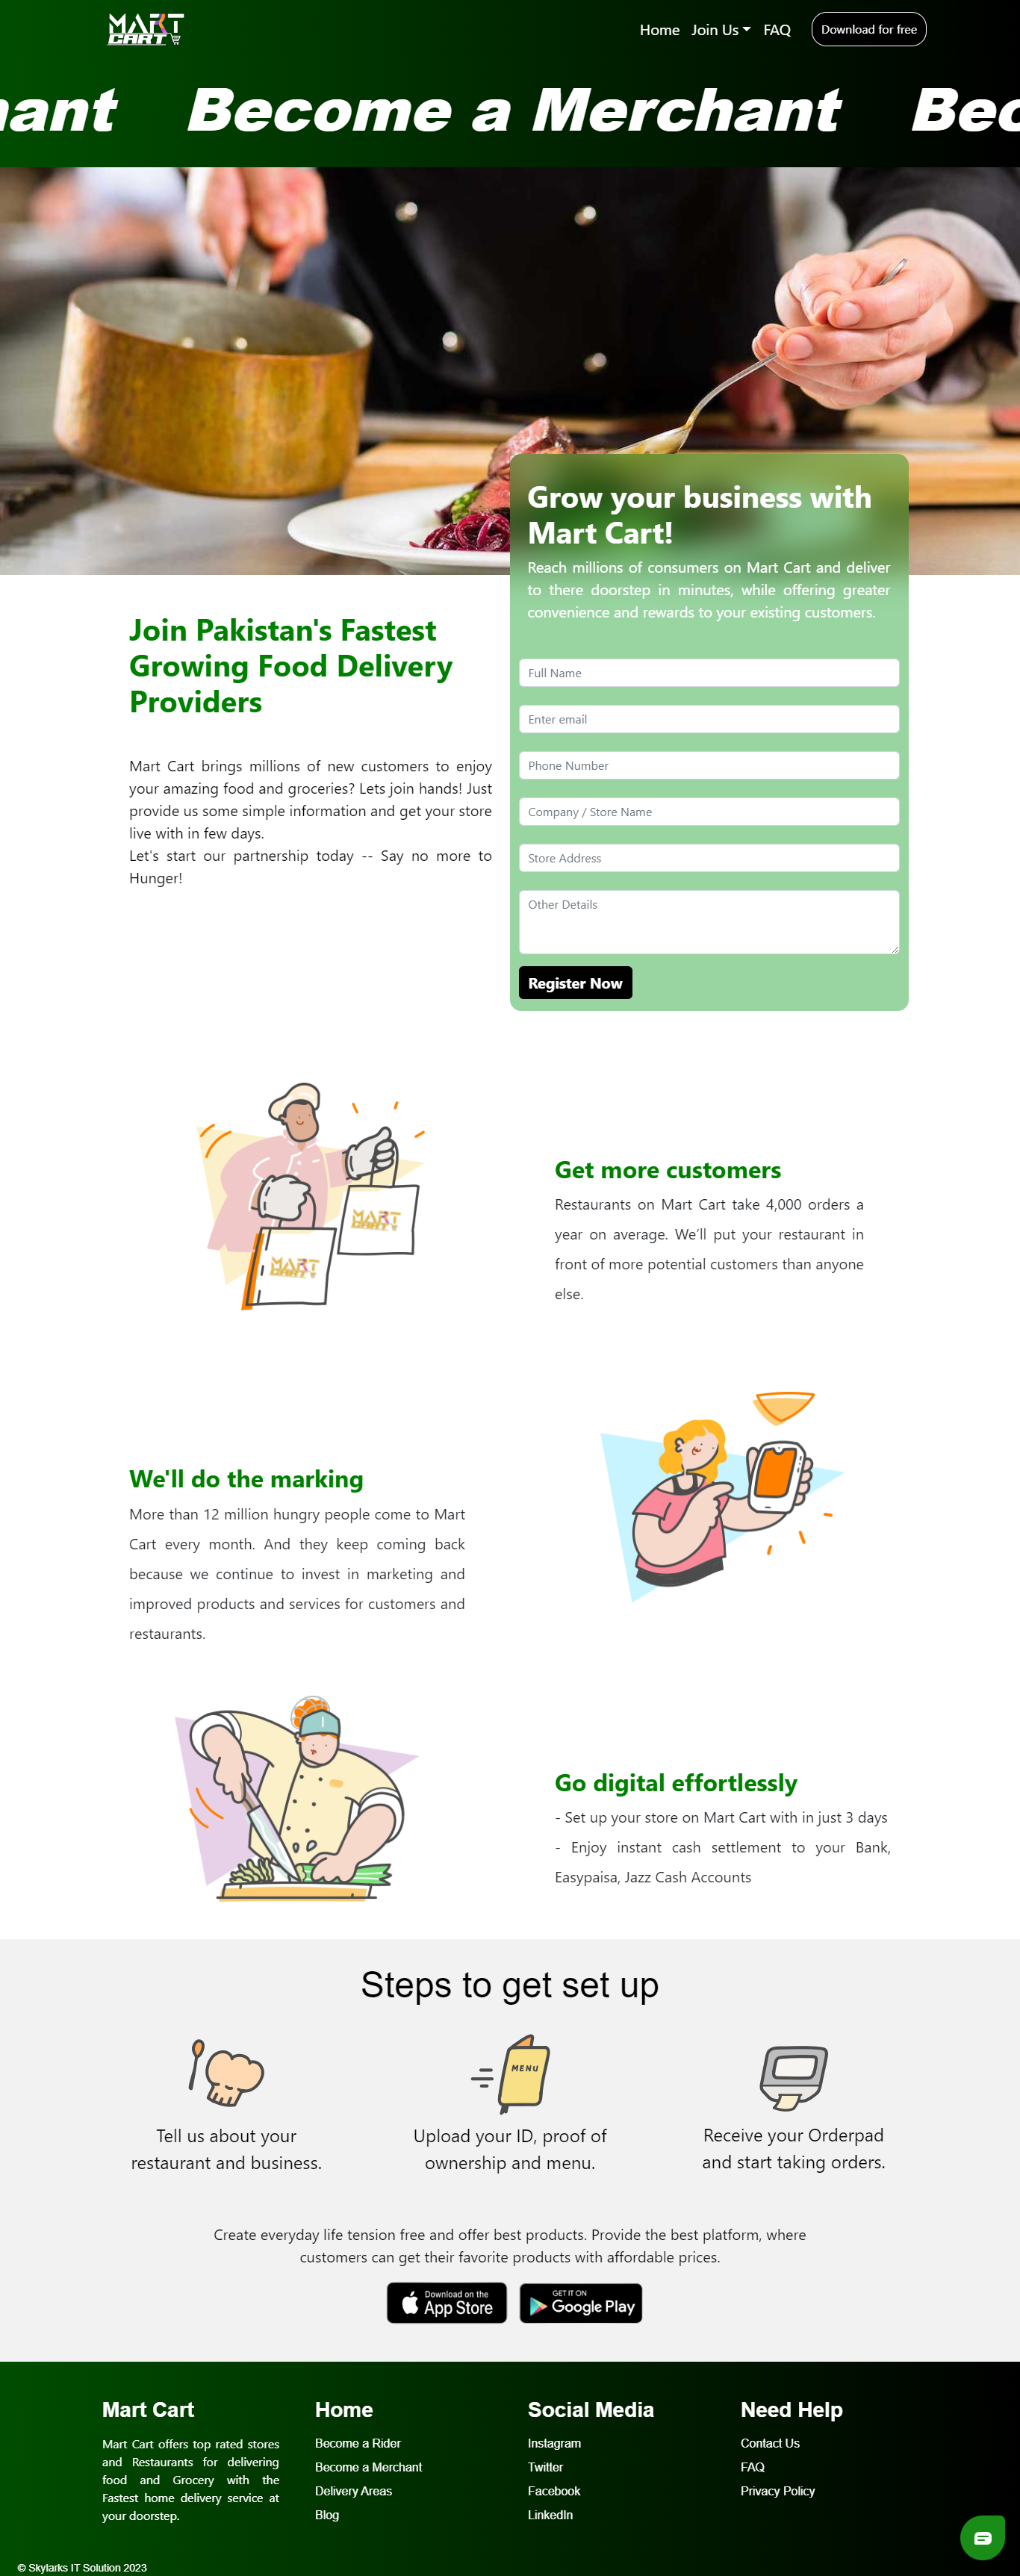 MART
CART
Home Join Us FAQ Download for free
hant Become a Merchant Bec
Grow your business with
Mart Cart!
Reach millions of consumers on Mart Cart and deliver
to there doorstep in minutes, while offering greater
convenience and rewards to your existing customers.
Join Pakistan's Fastest
Growing Food Delivery
Providers
Mart Cart brings millions of new customers to enjoy
your amazing food and groceries? Lets join hands! Just
provide us some simple information and get your store
live with in few days.
Let's start our partnership today -- Say no more to
Hunger!
Full Name
Enter email
Phone Number
Company / Store Name
Store Address
Other Details
Register Now
MART
CART
MART
CART
Get more customers
Restaurants on Mart Cart take 4,000 orders a
year on average. We'll put your restaurant in
front of more potential customers than anyone
else.
We'll do the marking
More than 12 million hungry people come to Mart
Cart every month. And they keep coming back
because we continue to invest in marketing and
improved products and services for customers and
restaurants.
Go digital effortlessly
- Set up your store on Mart Cart with in just 3 days
- Enjoy instant cash settlement to your Bank,
Easypaisa, Jazz Cash Accounts
Steps to get set up
MENU
Tell us about your
restaurant and business.
Upload your ID, proof of
ownership and menu.
Receive your Orderpad
and start taking orders.
Create everyday life tension free and offer best products. Provide the best platform, where
customers can get their favorite products with affordable prices.
Download on the
App Store
GET IT ON
Google Play
Mart Cart
Mart Cart offers top rated stores
and Restaurants for delivering
food and Grocery with the
Fastest home delivery service at
your doorstep.
Home
Become a Rider
Become a Merchant
Delivery Areas
Blog
Social Media
Instagram
Twitter
Facebook
LinkedIn
Need Help
Contact Us
FAQ
Privacy Policy
© Skylarks IT Solution 2023